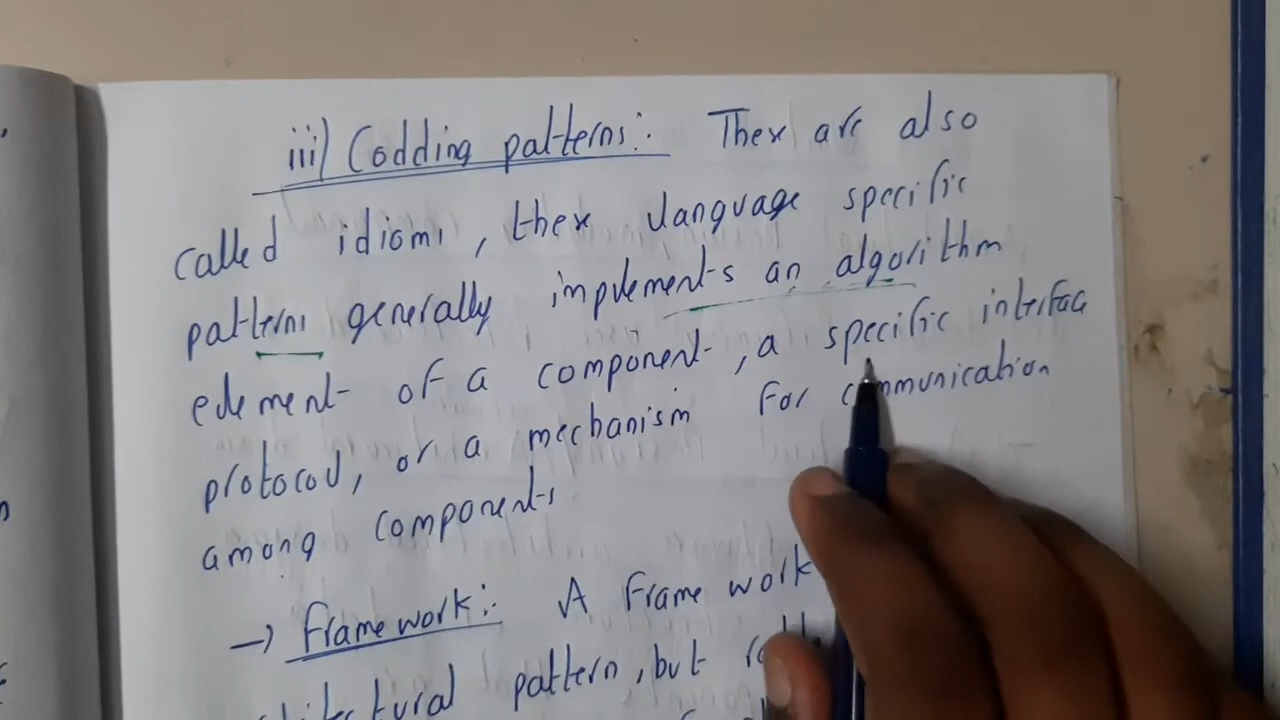 iii) Codding patterns:- These are also
called idioms, these language specific
patterns generally implements an algorithm
element of a component, a specific interface
protocol, or a mechanism for communication
among components
→ Framework:- A Frame work
tectural pattern, but